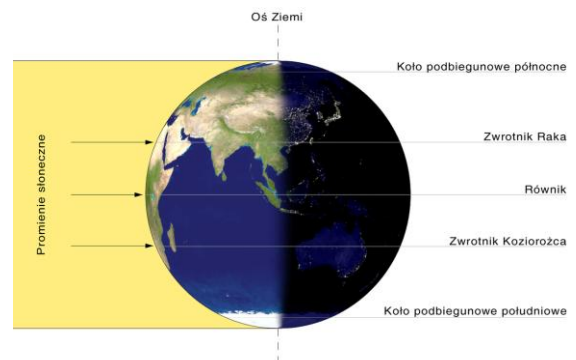 Oś Ziemi
Koło podbiegunowe północne
Zwrotnik Raka
Promienie słoneczne
Równik
Zwrotnik Koziorożca
Koło podbiegunowe południowe